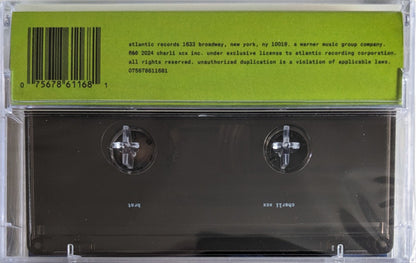 atlantic records 1633 broadway, new york, ny 10019. a warner music group company.
℗&© 2024 charli xcx inc. under exclusive license to atlantic recording corporation.
all rights reserved. unauthorized duplication is a violation of applicable laws.
075678611681
0 75678 61168 1
brat
charli xcx